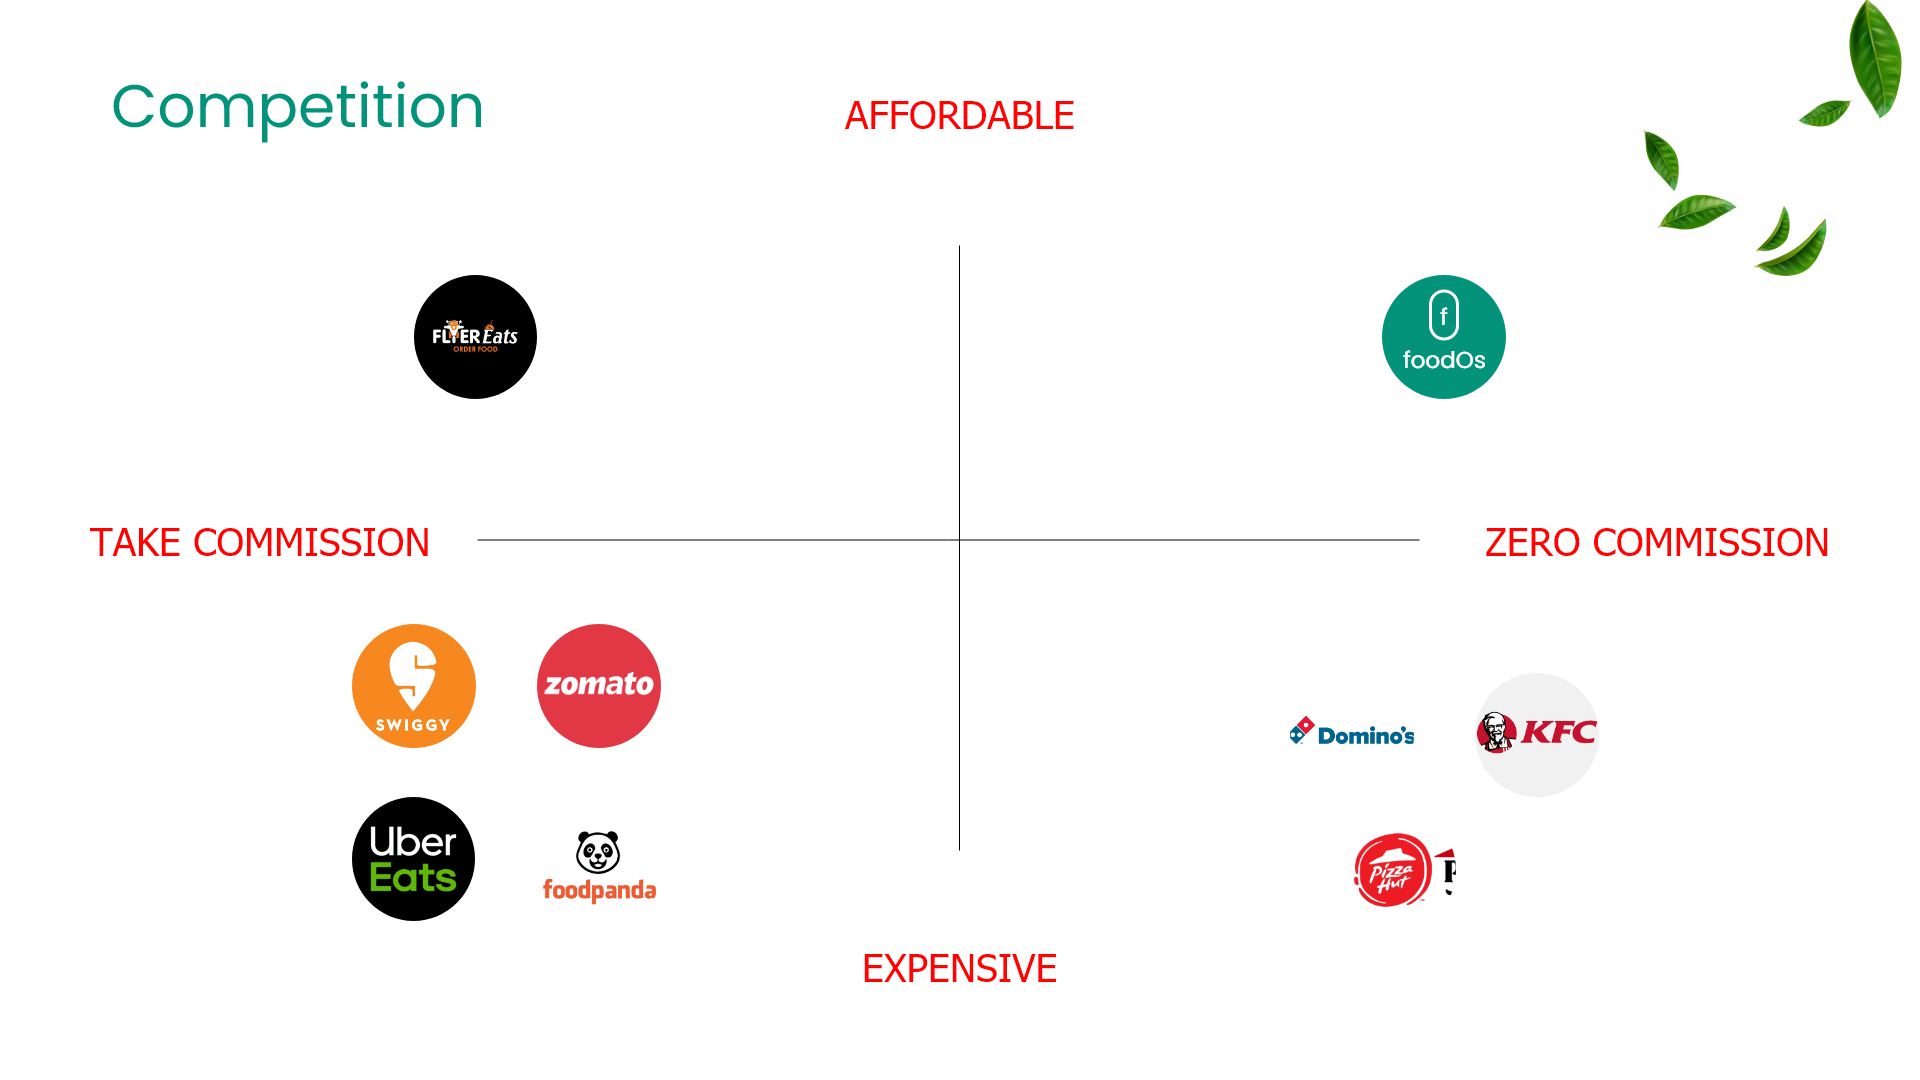 Competition
AFFORDABLE
FLYER Eats
ORDER FOOD
f
foodOs
TAKE COMMISSION
ZERO COMMISSION
SWIGGY
zomato
Domino's
KFC
Uber
Eats
foodpanda
Pizza
Hut
P
EXPENSIVE